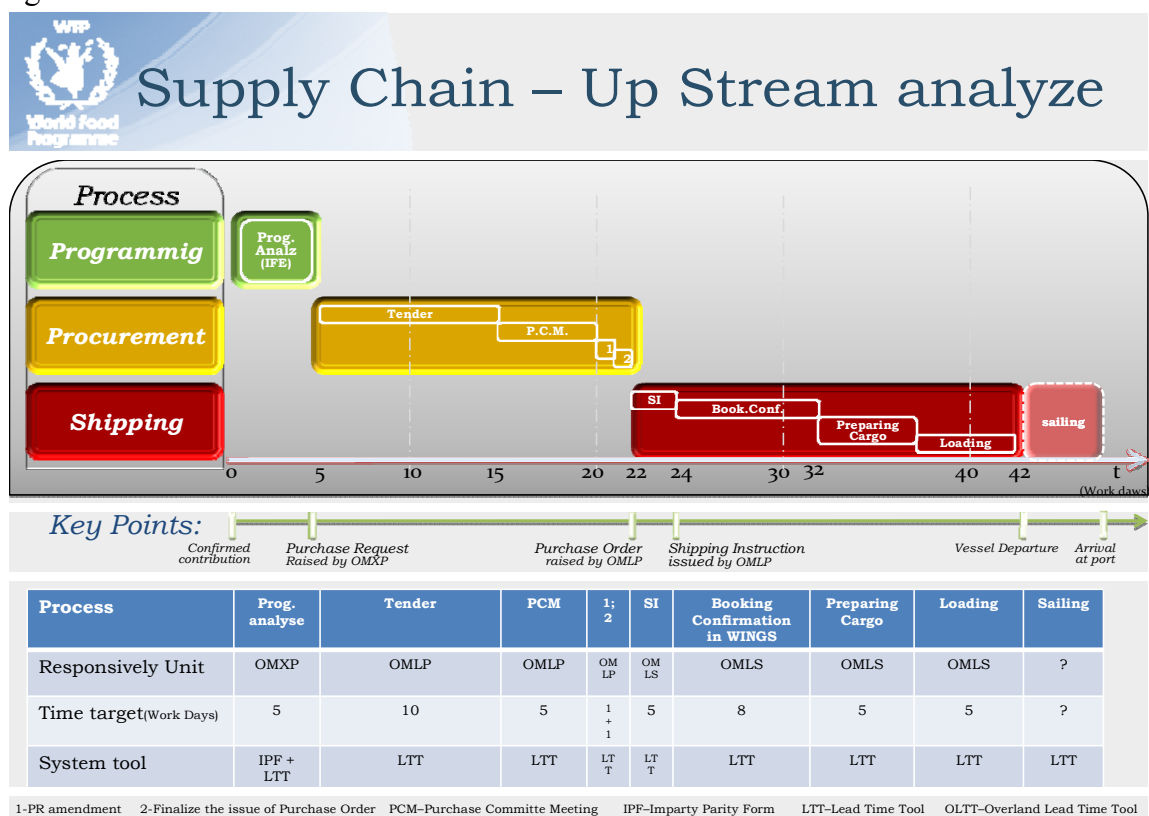 WFP
World Food
Programme
Supply Chain – Up Stream analyze
Process
Programmig
Prog.
Analz
(IFE)
Procurement
Tender
P.C.M.
1
2
Shipping
SI
Book.Conf.
Preparing
Cargo
Loading
sailing
0 5 10 15 20 22 24 30 32 40 42 t
(Work daws)
Key Points:
Confirmed
contribution
Purchase Request
Raised by OMXP
Purchase Order
raised by OMLP
Shipping Instruction
issued by OMLP
Vessel Departure
Arrival
at port
Process
Prog.
analyse
Tender
PCM
1;
2
SI
Booking
Confirmation
in WINGS
Preparing
Cargo
Loading
Sailing
Responsively Unit
OMXP
OMLP
OMLP
OM
LP
OM
LS
OMLS
OMLS
OMLS
?
Time target(Work Days)
5
10
5
1
+
1
5
8
5
5
?
System tool
IPF +
LTT
LTT
LTT
LT
T
LT
T
LTT
LTT
LTT
LTT
1-PR amendment 2-Finalize the issue of Purchase Order PCM–Purchase Committe Meeting IPF–Imparty Parity Form LTT–Lead Time Tool OLTT–Overland Lead Time Tool